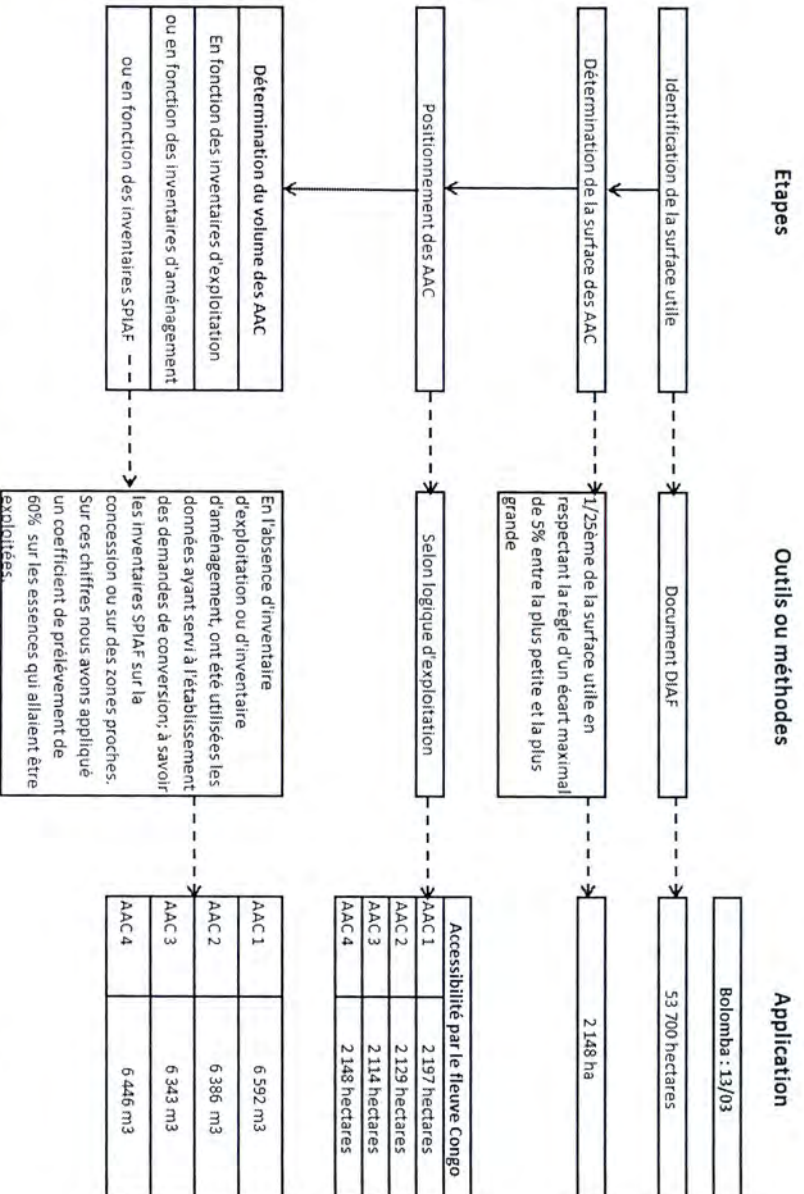 Etapes
Outils ou méthodes
Application
Bolomba : 13/03
Identification de la surface utile
Document DIAF
53 700 hectares
Détermination de la surface des AAC
1/25ème de la surface utile en
respectant la règle d'un écart maximal
de 5% entre la plus petite et la plus
grande
2 148 ha
Positionnement des AAC
Selon logique d'exploitation
Accessibilité par le fleuve Congo
AAC 1 2 197 hectares
AAC 2 2 129 hectares
AAC 3 2 114 hectares
AAC 4 2 148 hectares
Détermination du volume des AAC
En fonction des inventaires d'exploitation
ou en fonction des inventaires d'aménagement
ou en fonction des inventaires SPIAF
En l'absence d'inventaire
d'exploitation ou d'inventaire
d'aménagement, ont été utilisées les
données ayant servi à l'établissement
des demandes de conversion; à savoir
les inventaires SPIAF sur la
concession ou sur des zones proches.
Sur ces chiffres nous avons appliqué
un coefficient de prélèvement de
60% sur les essences qui allaient être
exploitées.
AAC 1 6 592 m3
AAC 2 6 386 m3
AAC 3 6 343 m3
AAC 4 6 446 m3